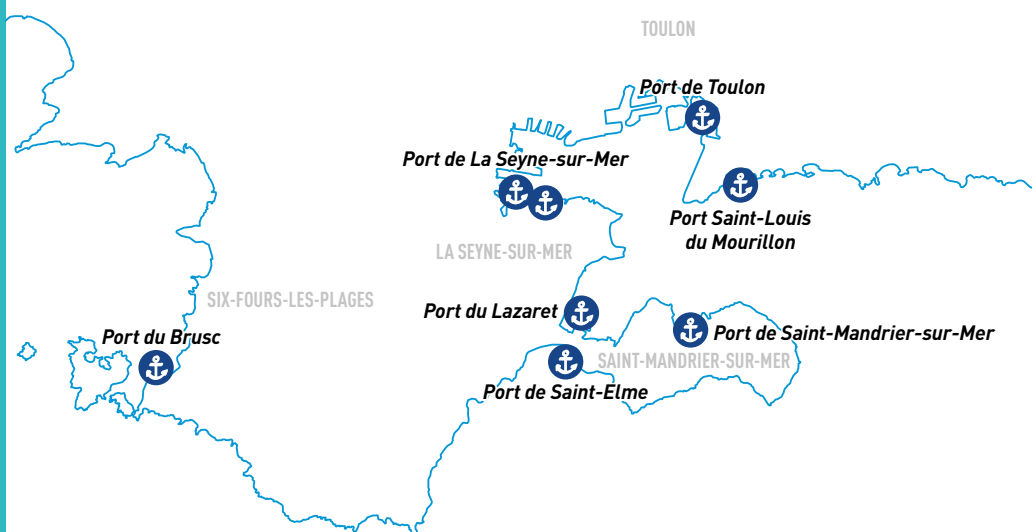 TOULON
Port de Toulon
Port de La Seyne-sur-Mer
Port Saint-Louis
du Mourillon
LA SEYNE-SUR-MER
SIX-FOURS-LES-PLAGES
Port du Lazaret
Port du Brusc
Port de Saint-Mandrier-sur-Mer
SAINT-MANDRIER-SUR-MER
Port de Saint-Elme